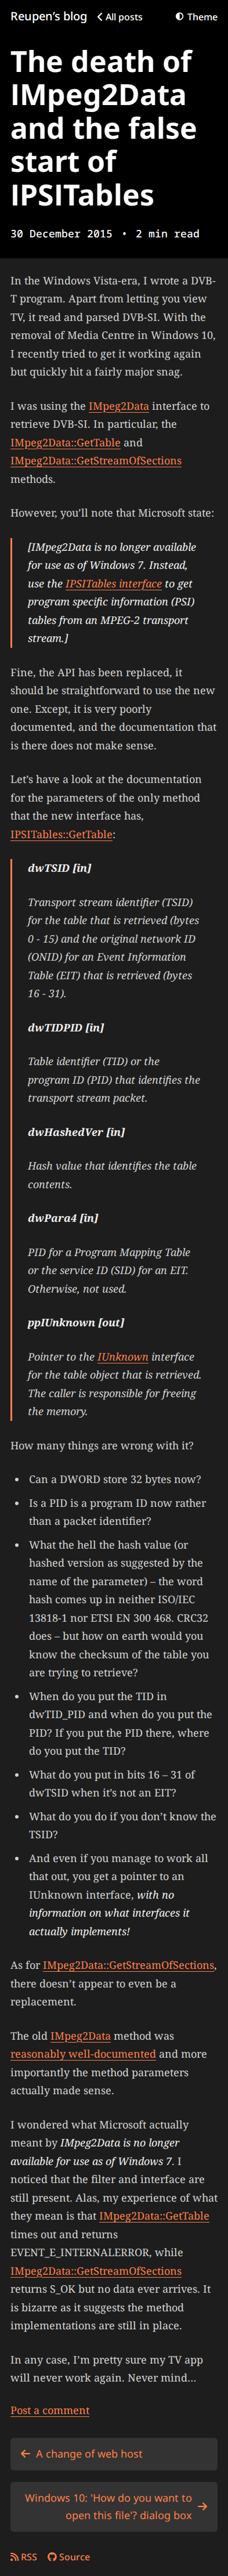 Reupen's blog
All posts
Theme
The death of
IMpeg2Data
and the false
start of
IPSITables
30 December 2015 • 2 min read
In the Windows Vista-era, I wrote a DVB-
T program. Apart from letting you view
TV, it read and parsed DVB-SI. With the
removal of Media Centre in Windows 10,
I recently tried to get it working again
but quickly hit a fairly major snag.
I was using the IMpeg2Data interface to
retrieve DVB-SI. In particular, the
IMpeg2Data::GetTable and
IMpeg2Data::GetStreamOfSections
methods.
However, you'll note that Microsoft state:
[IMpeg2Data is no longer available
for use as of Windows 7. Instead,
use the IPSITables interface to get
program specific information (PSI)
tables from an MPEG-2 transport
stream.]
Fine, the API has been replaced, it
should be straightforward to use the new
one. Except, it is very poorly
documented, and the documentation that
is there does not make sense.
Let's have a look at the documentation
for the parameters of the only method
that the new interface has,
IPSITables::GetTable:
dwTSID [in]
Transport stream identifier (TSID)
for the table that is retrieved (bytes
0 - 15) and the original network ID
(ONID) for an Event Information
Table (EIT) that is retrieved (bytes
16 - 31).
dwTIDPID [in]
Table identifier (TID) or the
program ID (PID) that identifies the
transport stream packet.
dwHashedVer [in]
Hash value that identifies the table
contents.
dwPara4 [in]
PID for a Program Mapping Table
or the service ID (SID) for an EIT.
Otherwise, not used.
ppIUnknown [out]
Pointer to the IUnknown interface
for the table object that is retrieved.
The caller is responsible for freeing
the memory.
How many things are wrong with it?
• Can a DWORD store 32 bytes now?
• Is a PID is a program ID now rather
than a packet identifier?
• What the hell the hash value (or
hashed version as suggested by the
name of the parameter) – the word
hash comes up in neither ISO/IEC
13818-1 nor ETSI EN 300 468. CRC32
does – but how on earth would you
know the checksum of the table you
are trying to retrieve?
• When do you put the TID in
dwTID_PID and when do you put the
PID? If you put the PID there, where
do you put the TID?
• What do you put in bits 16 – 31 of
dwTSID when it's not an EIT?
• What do you do if you don't know the
TSID?
• And even if you manage to work all
that out, you get a pointer to an
IUnknown interface, with no
information on what interfaces it
actually implements!
As for IMpeg2Data::GetStreamOfSections,
there doesn't appear to even be a
replacement.
The old IMpeg2Data method was
reasonably well-documented and more
importantly the method parameters
actually made sense.
I wondered what Microsoft actually
meant by IMpeg2Data is no longer
available for use as of Windows 7. I
noticed that the filter and interface are
still present. Alas, my experience of what
they mean is that IMpeg2Data::GetTable
times out and returns
EVENT_E_INTERNALERROR, while
IMpeg2Data::GetStreamOfSections
returns S_OK but no data ever arrives. It
is bizarre as it suggests the method
implementations are still in place.
In any case, I'm pretty sure my TV app
will never work again. Never mind...
Post a comment
A change of web host
Windows 10: 'How do you want to
open this file'? dialog box
RSS
Source